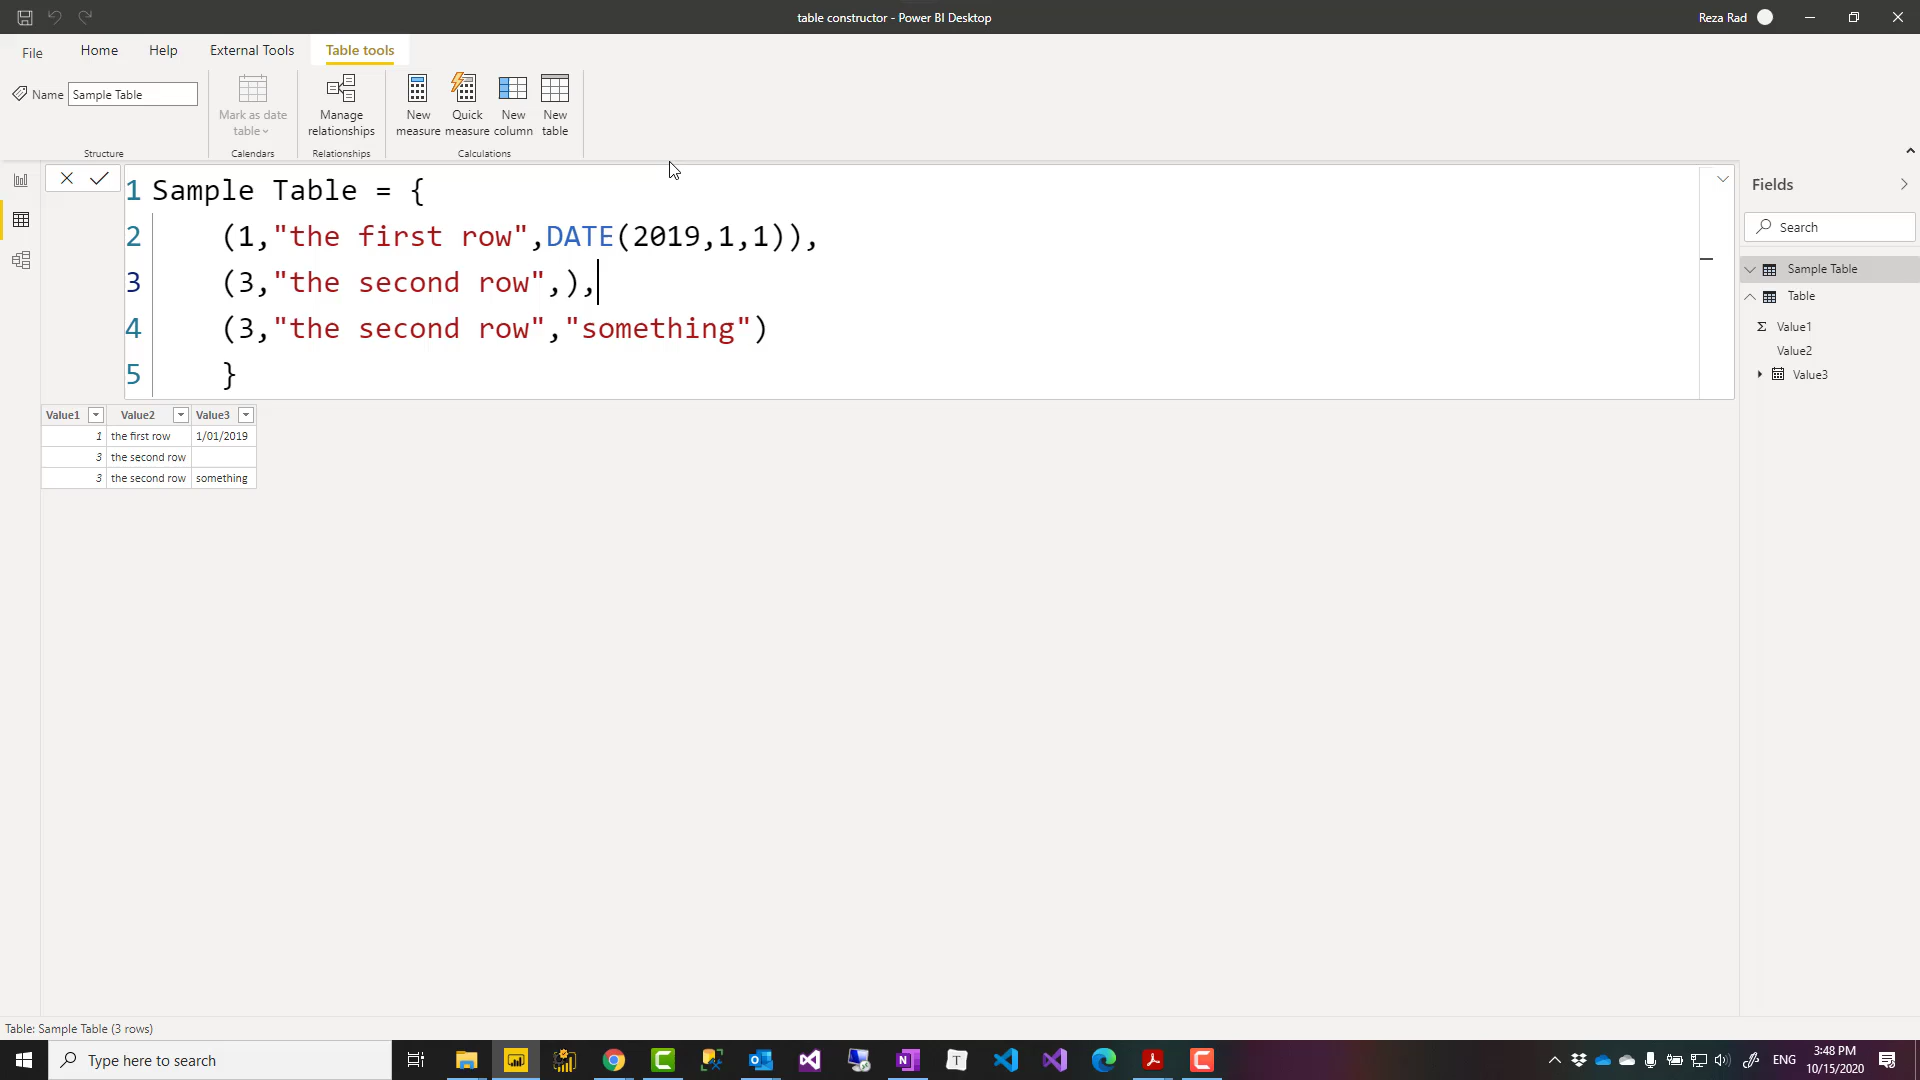 table constructor - Power BI Desktop
Reza Rad
File
Home
Help
External Tools
Table tools
Name
Sample Table
Mark as date
table
Manage
relationships
New
measure
Quick
measure
New
column
New
table
Structure
Calendars
Relationships
Calculations
1 Sample Table = {
2 (1,"the first row",DATE(2019,1,1)),
3 (3,"the second row",),
4 (3,"the second row","something")
5 }
Value1 Value2 Value3
1 the first row 1/01/2019
3 the second row
3 the second row something
Fields
Search
Sample Table
Table
Σ Value1
Value2
Value3
Table: Sample Table (3 rows)
Type here to search
ENG
3:48 PM
10/15/2020